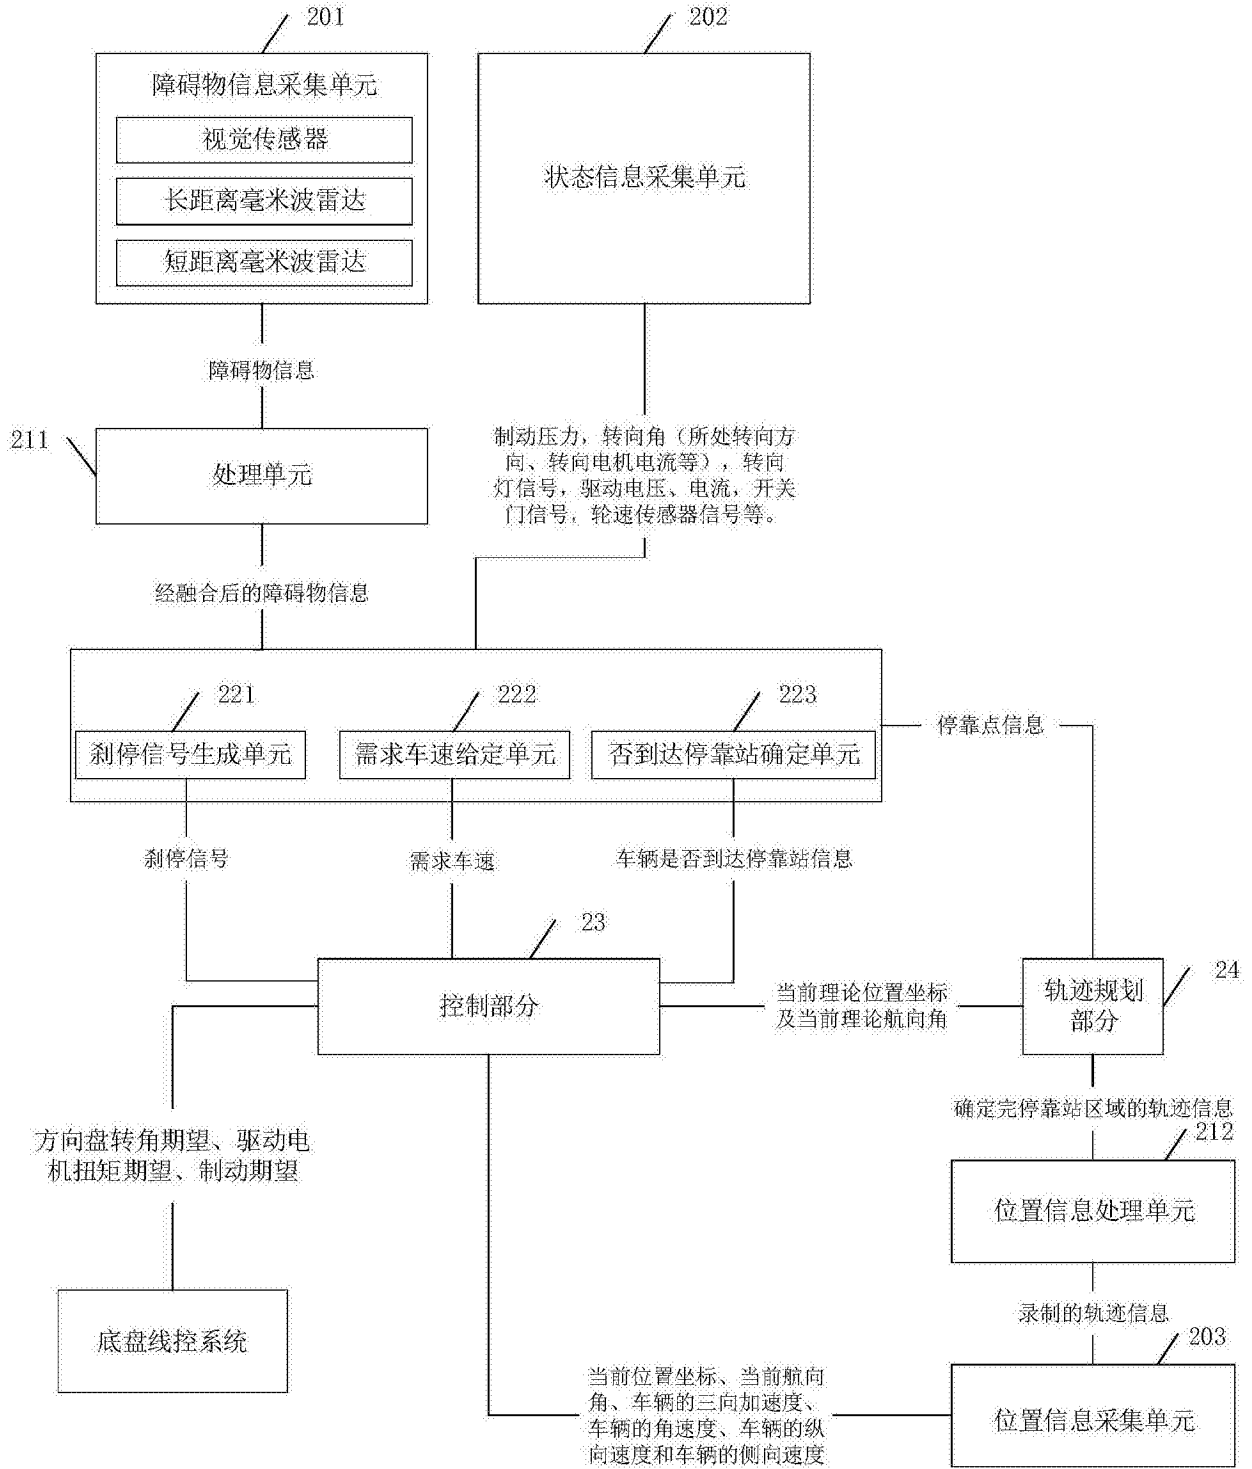 201
202
障碍物信息采集单元
视觉传感器
长距离毫米波雷达
短距离毫米波雷达
状态信息采集单元
障碍物信息
211
处理单元
制动压力，转向角（所处转向方
向、转向电机电流等），转向
灯信号，驱动电压、电流，开关
门信号，轮速传感器信号等。
经融合后的障碍物信息
221
222
223
刹停信号生成单元
需求车速给定单元
否到达停靠站确定单元
停靠点信息
刹停信号
需求车速
车辆是否到达停靠站信息
23
控制部分
当前理论位置坐标
及当前理论航向角
轨迹规划
部分
24
确定完停靠站区域的轨迹信息
212
方向盘转角期望、驱动电
机扭矩期望、制动期望
位置信息处理单元
录制的轨迹信息
203
底盘线控系统
当前位置坐标、当前航向
角、车辆的三向加速度、
车辆的角速度、车辆的纵
向速度和车辆的侧向速度
位置信息采集单元